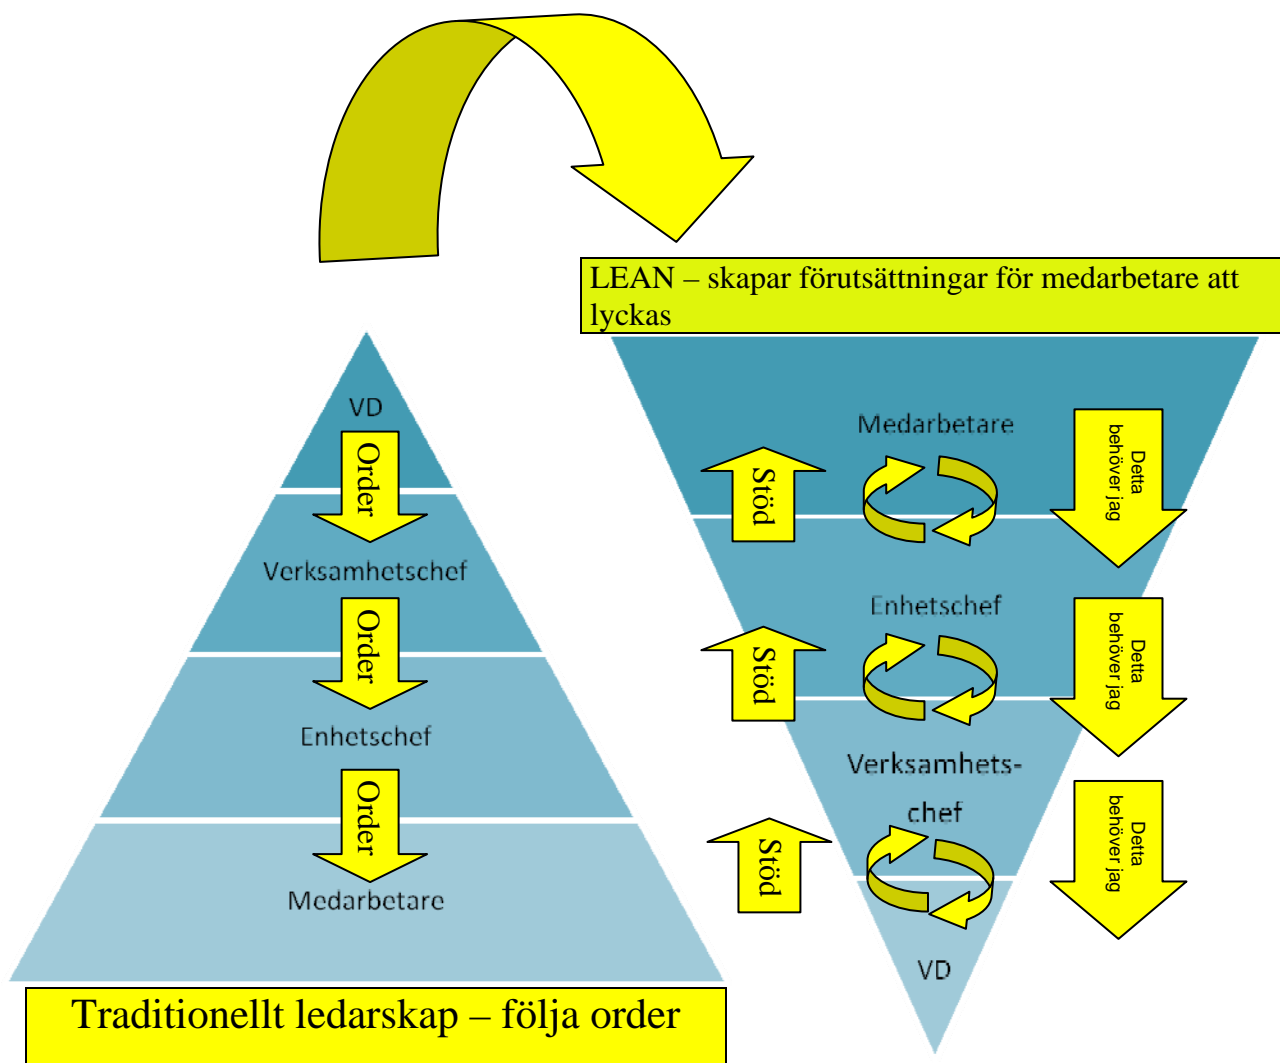 LEAN – skapar förutsättningar för medarbetare att
lyckas
VD
Order
Verksamhetschef
Order
Enhetschef
Order
Medarbetare
Traditionellt ledarskap – följa order
Medarbetare
Stöd
Detta
behöver jag
Enhetschef
Stöd
Detta
behöver jag
Verksamhets-
chef
Stöd
Detta
behöver jag
VD